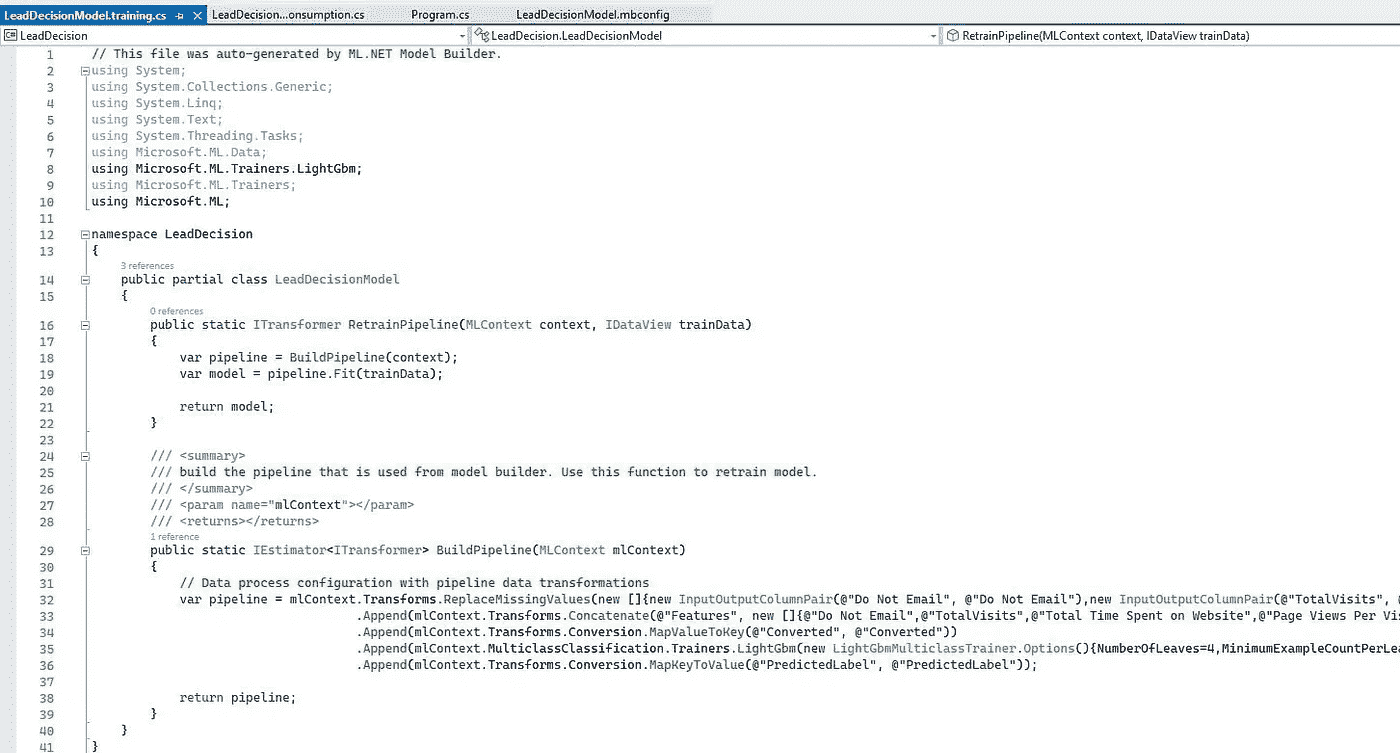 LeadDecisionModel.training.cs LeadDecision...onsumption.cs Program.cs LeadDecisionModel.mbconfig
LeadDecision LeadDecision.LeadDecisionModel RetrainPipeline(MLContext context, IDataView trainData)
1 // This file was auto-generated by ML.NET Model Builder.
2 using System;
3 using System.Collections.Generic;
4 using System.Linq;
5 using System.Text;
6 using System.Threading.Tasks;
7 using Microsoft.ML.Data;
8 using Microsoft.ML.Trainers.LightGbm;
9 using Microsoft.ML.Trainers;
10 using Microsoft.ML;
11
12 namespace LeadDecision
13 {
3 references
14 public partial class LeadDecisionModel
15 {
0 references
16 public static ITransformer RetrainPipeline(MLContext context, IDataView trainData)
17 {
18 var pipeline = BuildPipeline(context);
19 var model = pipeline.Fit(trainData);
20
21 return model;
22 }
23
24 /// <summary>
25 /// build the pipeline that is used from model builder. Use this function to retrain model.
26 /// </summary>
27 /// <param name="mlContext"></param>
28 /// <returns></returns>
1 reference
29 public static IEstimator<ITransformer> BuildPipeline(MLContext mlContext)
30 {
31 // Data process configuration with pipeline data transformations
32 var pipeline = mlContext.Transforms.ReplaceMissingValues(new []{new InputOutputColumnPair(@"Do Not Email", @"Do Not Email"),new InputOutputColumnPair(@"TotalVisits",
33 .Append(mlContext.Transforms.Concatenate(@"Features", new []{@"Do Not Email",@"TotalVisits",@"Total Time Spent on Website",@"Page Views Per Vis
34 .Append(mlContext.Transforms.Conversion.MapValueToKey(@"Converted", @"Converted"))
35 .Append(mlContext.MulticlassClassification.Trainers.LightGbm(new LightGbmMulticlassTrainer.Options(){NumberOfLeaves=4,MinimumExampleCountPerLea
36 .Append(mlContext.Transforms.Conversion.MapKeyToValue(@"PredictedLabel", @"PredictedLabel"));
37
38 return pipeline;
39 }
40 }
41 }